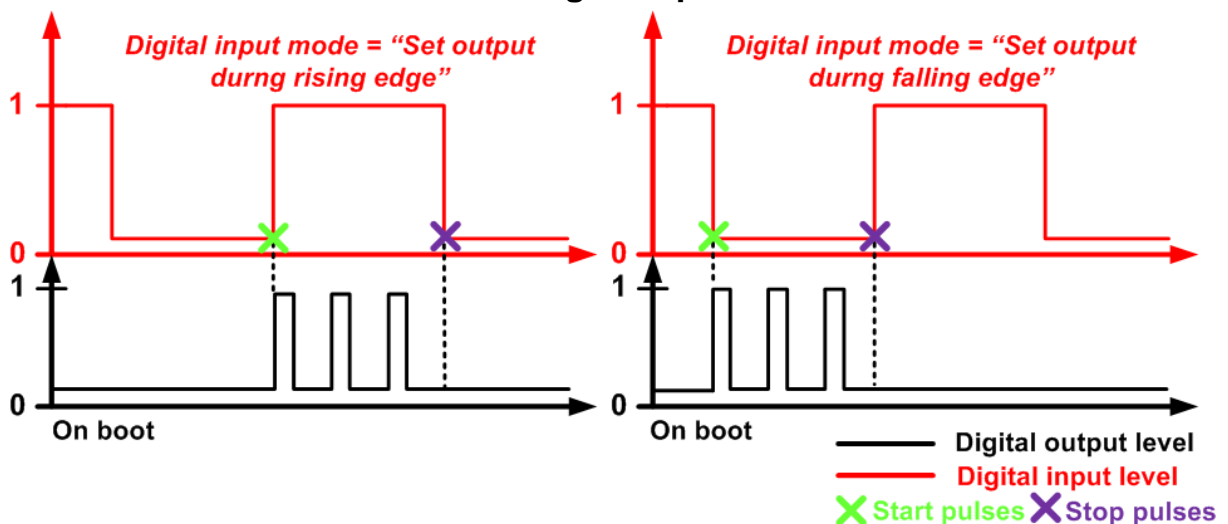 Digital input mode = “Set output
durng rising edge”
1
0
1
0
On boot
Digital input mode = “Set output
durng falling edge”
1
0
1
0
On boot
Digital output level
Digital input level
Start pulses
Stop pulses